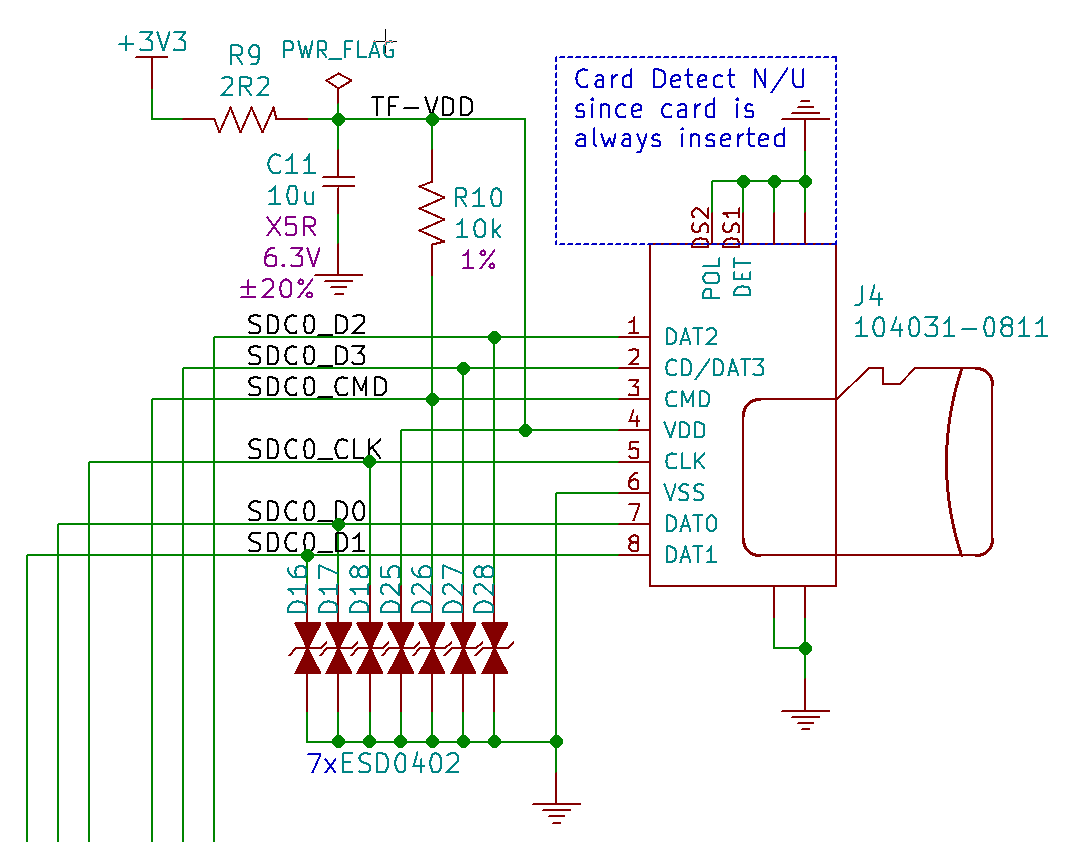 +3V3
R9
2R2
PWR_FLAG
TF-VDD
Card Detect N/U
since card is
always inserted
C11
10u
X5R
6.3V
±20%
R10
10k
1%
DS2
DS1
POL
DET
J4
104031-0811
SDC0_D2
1
DAT2
SDC0_D3
2
CD/DAT3
SDC0_CMD
3
CMD
4
VDD
SDC0_CLK
5
CLK
6
VSS
SDC0_D0
7
DAT0
SDC0_D1
8
DAT1
D16
D17
D18
D25
D26
D27
D28
7xESD0402